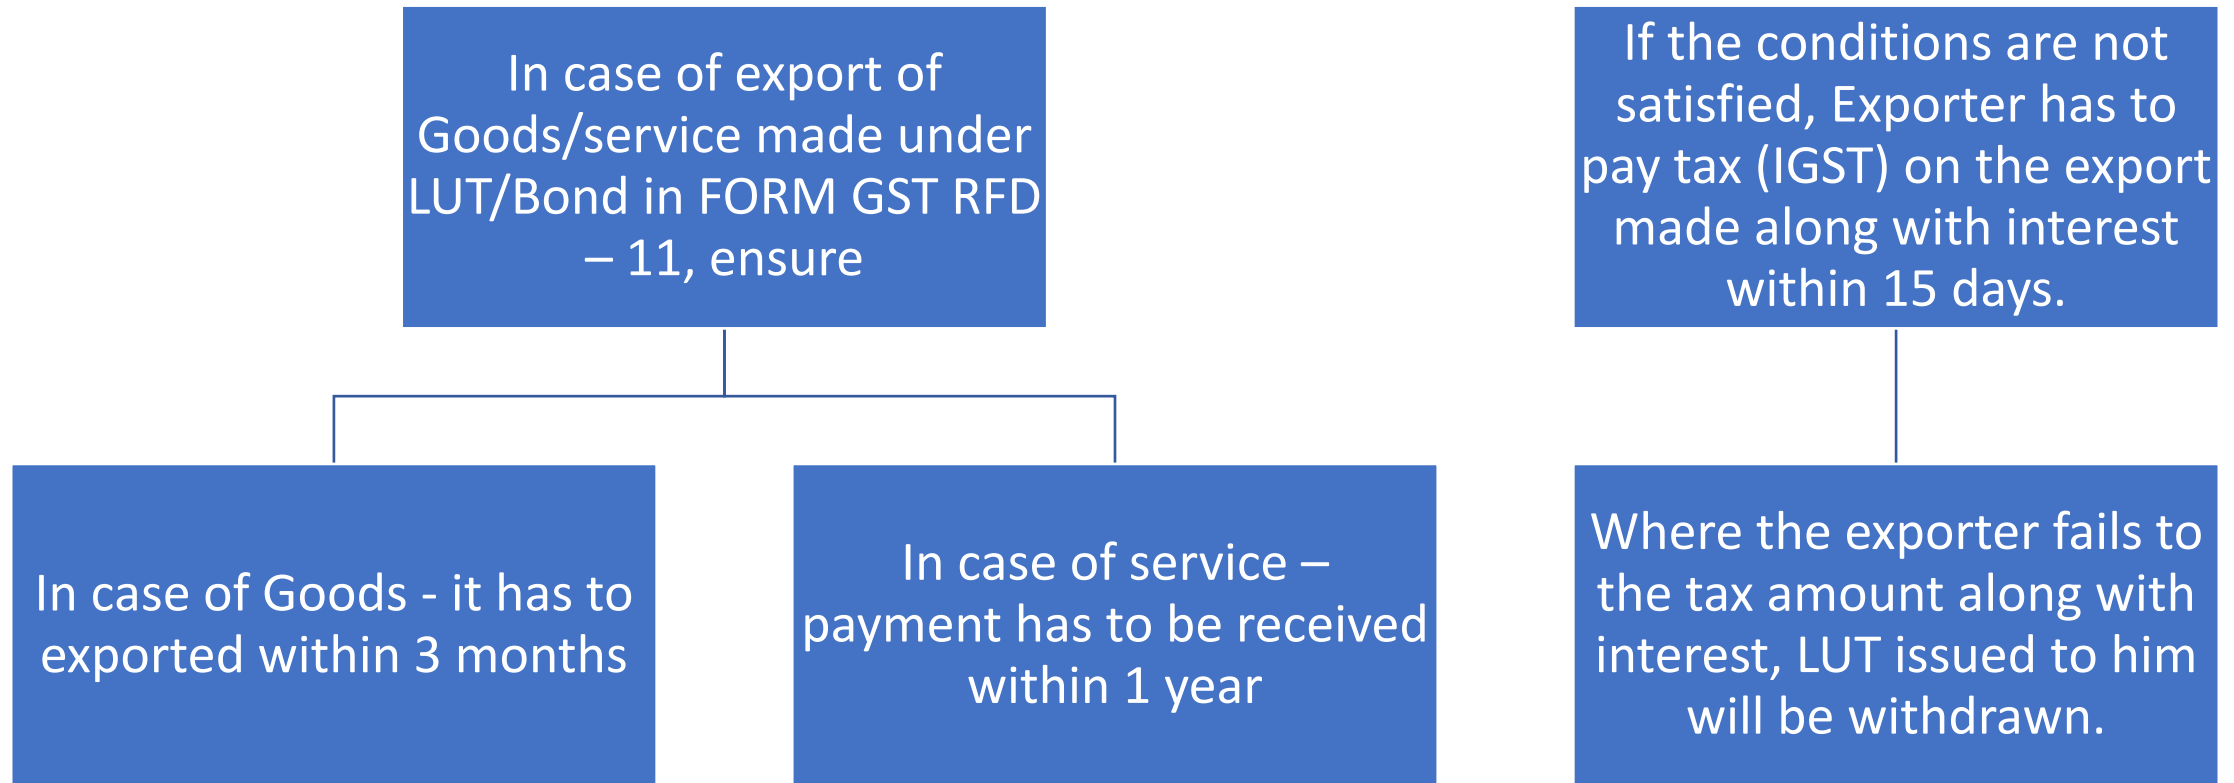 In case of export of
Goods/service made under
LUT/Bond in FORM GST RFD
– 11, ensure
In case of Goods - it has to
exported within 3 months
In case of service –
payment has to be received
within 1 year
If the conditions are not
satisfied, Exporter has to
pay tax (IGST) on the export
made along with interest
within 15 days.
Where the exporter fails to
the tax amount along with
interest, LUT issued to him
will be withdrawn.